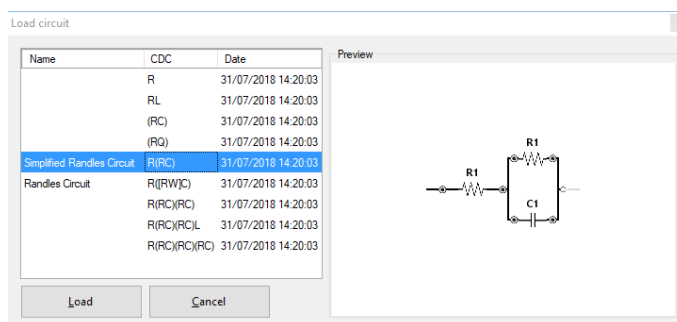 Load circuit
Name CDC Date
R 31/07/2018 14:20:03
RL 31/07/2018 14:20:03
(RC) 31/07/2018 14:20:03
(RQ) 31/07/2018 14:20:03
Simplified Randles Circuit R(RC) 31/07/2018 14:20:03
Randles Circuit R([RW]C) 31/07/2018 14:20:03
R(RC)(RC) 31/07/2018 14:20:03
R(RC)(RC)L 31/07/2018 14:20:03
R(RC)(RC)(RC) 31/07/2018 14:20:03
Load Cancel
Preview
R1
R1
C1